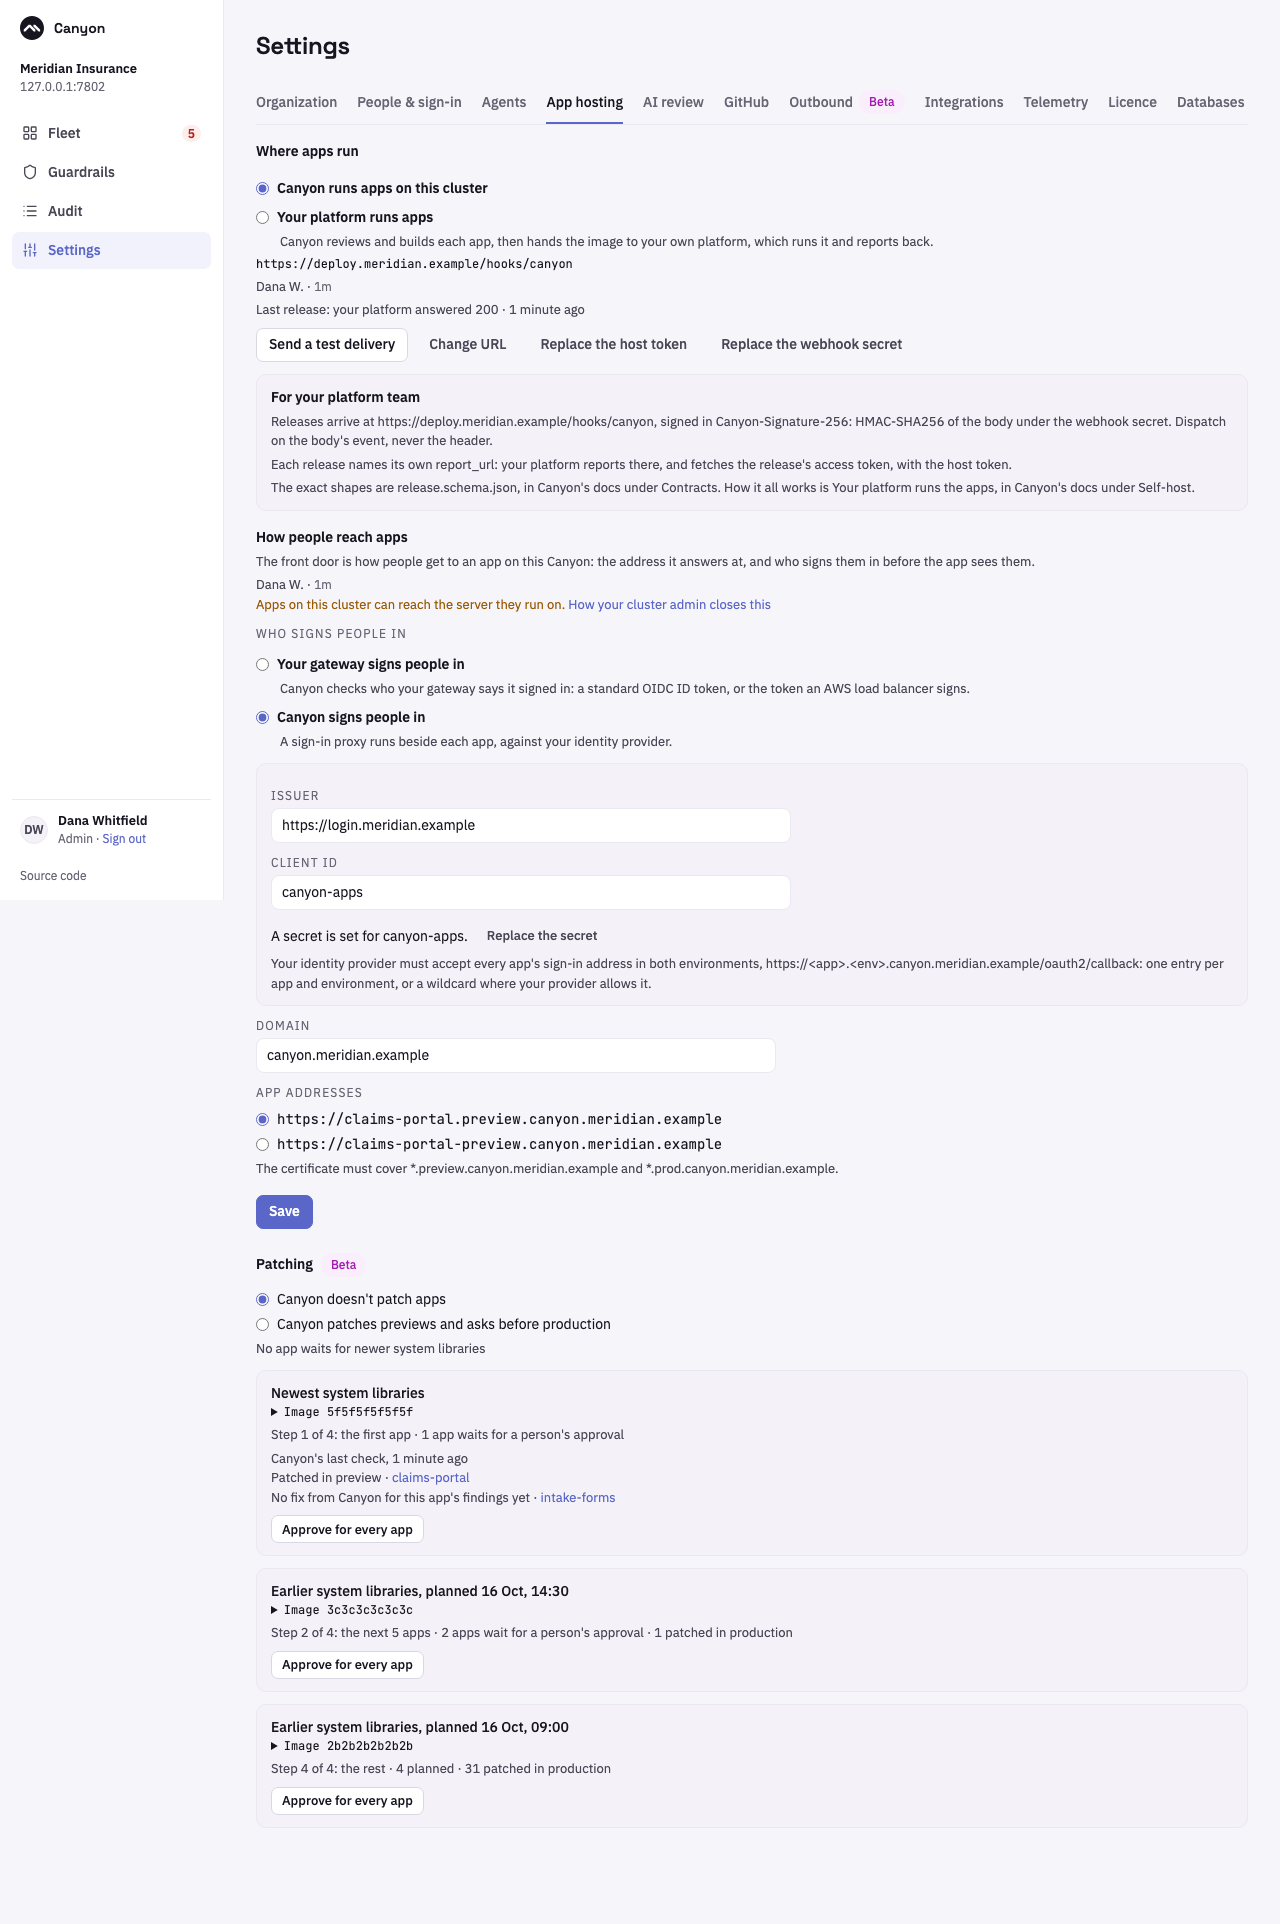 Canyon
Meridian Insurance
127.0.0.1:7802
Fleet
5
Guardrails
Audit
Settings
DW
Dana Whitfield
Admin · Sign out
Source code
Settings
Organization
People & sign-in
Agents
App hosting
AI review
GitHub
Outbound
Beta
Integrations
Telemetry
Licence
Databases
Where apps run
Canyon runs apps on this cluster
Your platform runs apps
Canyon reviews and builds each app, then hands the image to your own platform, which runs it and reports back.
https://deploy.meridian.example/hooks/canyon
Dana W. · 1m
Last release: your platform answered 200 · 1 minute ago
Send a test delivery
Change URL
Replace the host token
Replace the webhook secret
For your platform team
Releases arrive at https://deploy.meridian.example/hooks/canyon, signed in Canyon-Signature-256: HMAC-SHA256 of the body under the webhook secret. Dispatch
on the body's event, never the header.
Each release names its own report_url: your platform reports there, and fetches the release's access token, with the host token.
The exact shapes are release.schema.json, in Canyon's docs under Contracts. How it all works is Your platform runs the apps, in Canyon's docs under Self-host.
How people reach apps
The front door is how people get to an app on this Canyon: the address it answers at, and who signs them in before the app sees them.
Dana W. · 1m
Apps on this cluster can reach the server they run on. How your cluster admin closes this
WHO SIGNS PEOPLE IN
Your gateway signs people in
Canyon checks who your gateway says it signed in: a standard OIDC ID token, or the token an AWS load balancer signs.
Canyon signs people in
A sign-in proxy runs beside each app, against your identity provider.
ISSUER
https://login.meridian.example
CLIENT ID
canyon-apps
A secret is set for canyon-apps.
Replace the secret
Your identity provider must accept every app's sign-in address in both environments, https://<app>.<env>.canyon.meridian.example/oauth2/callback: one entry per
app and environment, or a wildcard where your provider allows it.
DOMAIN
canyon.meridian.example
APP ADDRESSES
https://claims-portal.preview.canyon.meridian.example
https://claims-portal-preview.canyon.meridian.example
The certificate must cover *.preview.canyon.meridian.example and *.prod.canyon.meridian.example.
Save
Patching
Beta
Canyon doesn't patch apps
Canyon patches previews and asks before production
No app waits for newer system libraries
Newest system libraries
Image 5f5f5f5f5f5f
Step 1 of 4: the first app · 1 app waits for a person's approval
Canyon's last check, 1 minute ago
Patched in preview · claims-portal
No fix from Canyon for this app's findings yet · intake-forms
Approve for every app
Earlier system libraries, planned 16 Oct, 14:30
Image 3c3c3c3c3c3c
Step 2 of 4: the next 5 apps · 2 apps wait for a person's approval · 1 patched in production
Approve for every app
Earlier system libraries, planned 16 Oct, 09:00
Image 2b2b2b2b2b2b
Step 4 of 4: the rest · 4 planned · 31 patched in production
Approve for every app